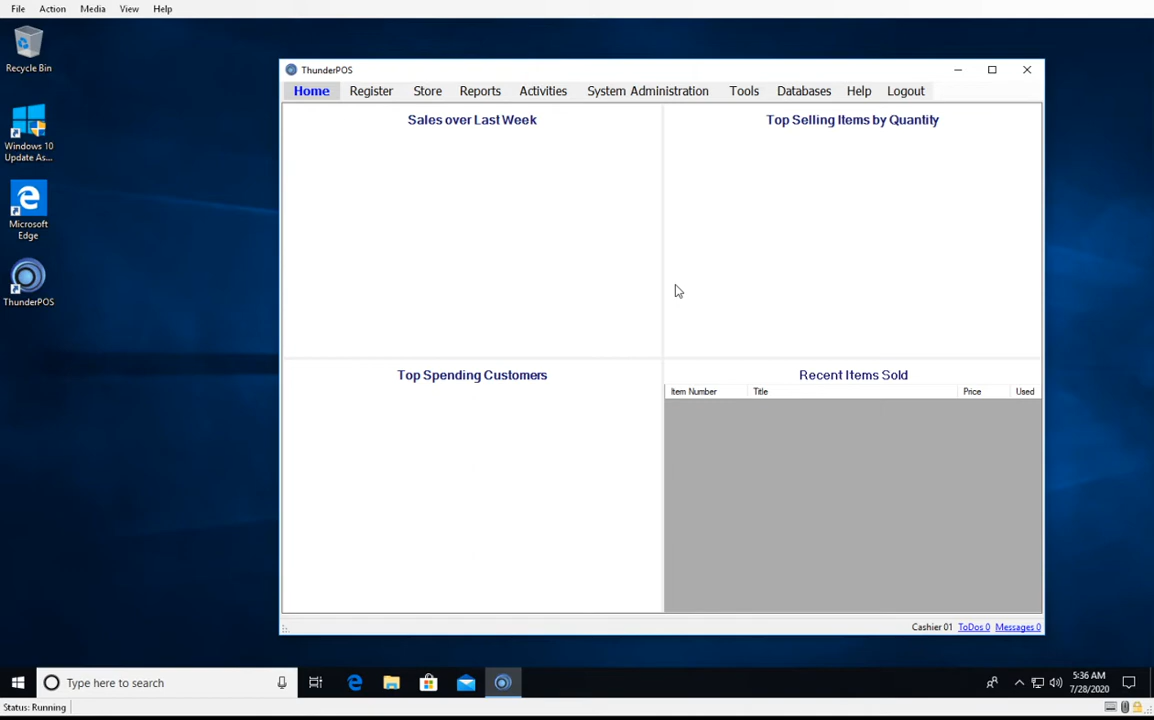 File Action Media View Help
Recycle Bin
Windows 10
Update As...
Microsoft
Edge
ThunderPOS
ThunderPOS
Home Register Store Reports Activities System Administration Tools Databases Help Logout
Sales over Last Week
Top Selling Items by Quantity
Top Spending Customers
Recent Items Sold
Item Number Title Price Used
Cashier 01 ToDos 0 Messages 0
Type here to search
5:36 AM
7/28/2020
Status: Running